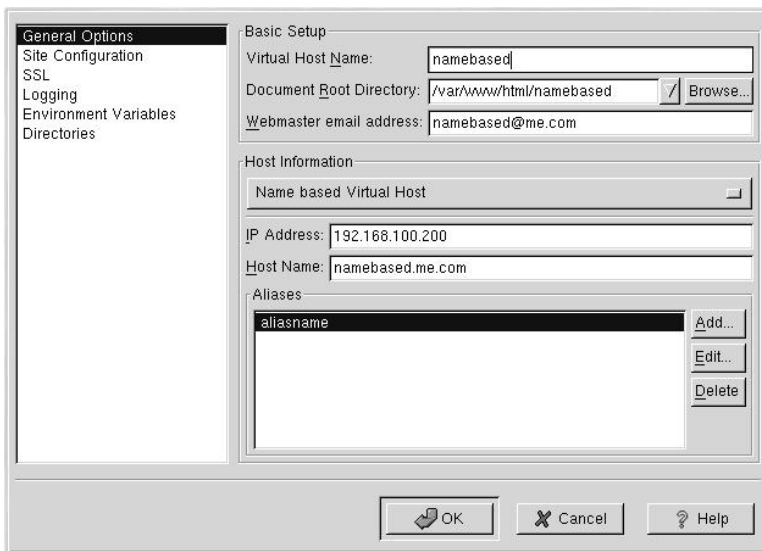 General Options
Site Configuration
SSL
Logging
Environment Variables
Directories
Basic Setup
Virtual Host Name: namebased
Document Root Directory: /var/www/html/namebased Browse...
Webmaster email address: namebased@me.com
Host Information
Name based Virtual Host
IP Address: 192.168.100.200
Host Name: namebased.me.com
Aliases
aliasname
Add...
Edit...
Delete
OK Cancel ? Help